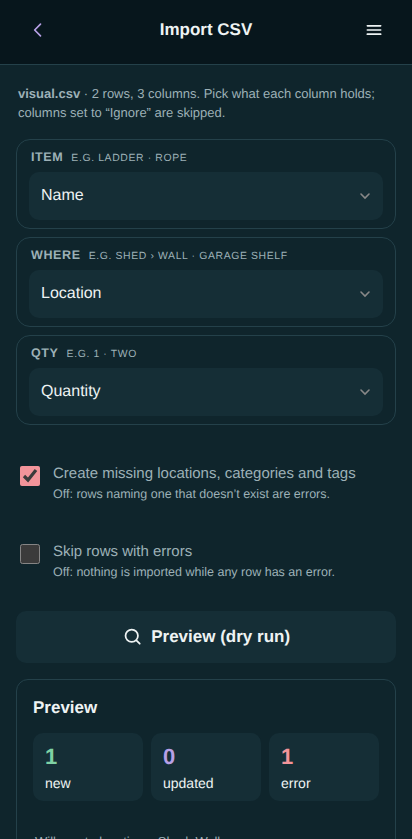 Import CSV
visual.csv · 2 rows, 3 columns. Pick what each column holds;
columns set to “Ignore” are skipped.
ITEM E.G. LADDER · ROPE
Name
WHERE E.G. SHED › WALL · GARAGE SHELF
Location
QTY E.G. 1 · TWO
Quantity
Create missing locations, categories and tags
Off: rows naming one that doesn’t exist are errors.
Skip rows with errors
Off: nothing is imported while any row has an error.
Preview (dry run)
Preview
1 0 1
new updated error